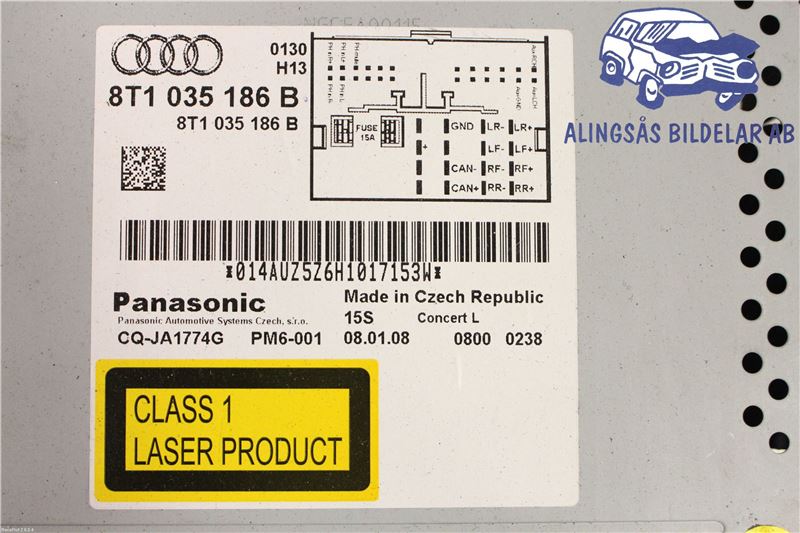 0130
H13
8T1 035 186 B
8T1 035 186 B
GND LR- LR+
FUSE
15A
+ LF- LF+
CAN- RF- RF+
CAN+ RR- RR+
*014AUZ5Z6H1017153W*
Panasonic
Panasonic Automotive Systems Czech, s.r.o.
CQ-JA1774G PM6-001
Made in Czech Republic
15S Concert L
08.01.08 0800 0238
CLASS 1
LASER PRODUCT
ALINGSÅS BILDELAR AB